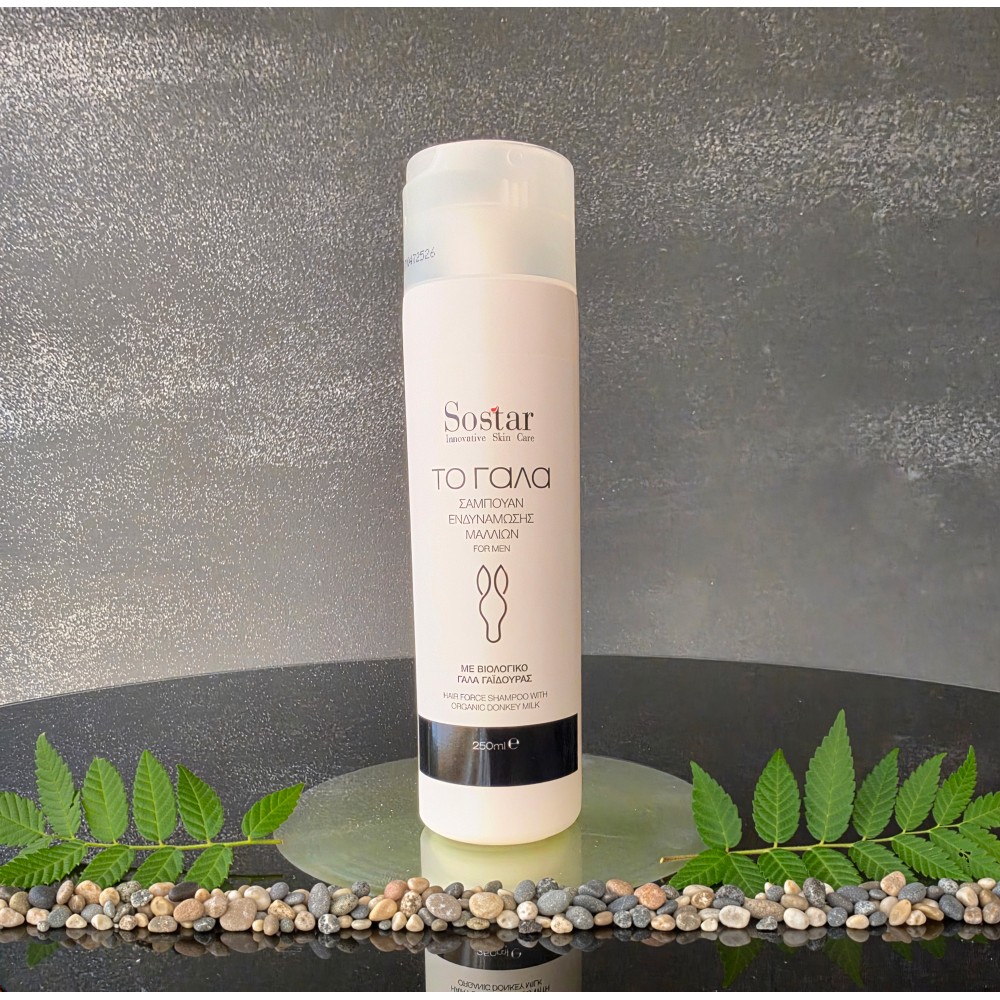 Sostar
Innovative Skin Care
ΤΟ Γαλα
ΣΑΜΠΟΥΑΝ
ΕΝΔΥΝΑΜΩΣΗΣ
ΜΑΛΛΙΩΝ
FOR MEN
ΜΕ ΒΙΟΛΟΓΙΚΟ
ΓΑΛΑ ΓΑΪΔΟΥΡΑΣ
HAIR FORCE SHAMPOO WITH
ORGANIC DONKEY MILK
250ml ℮